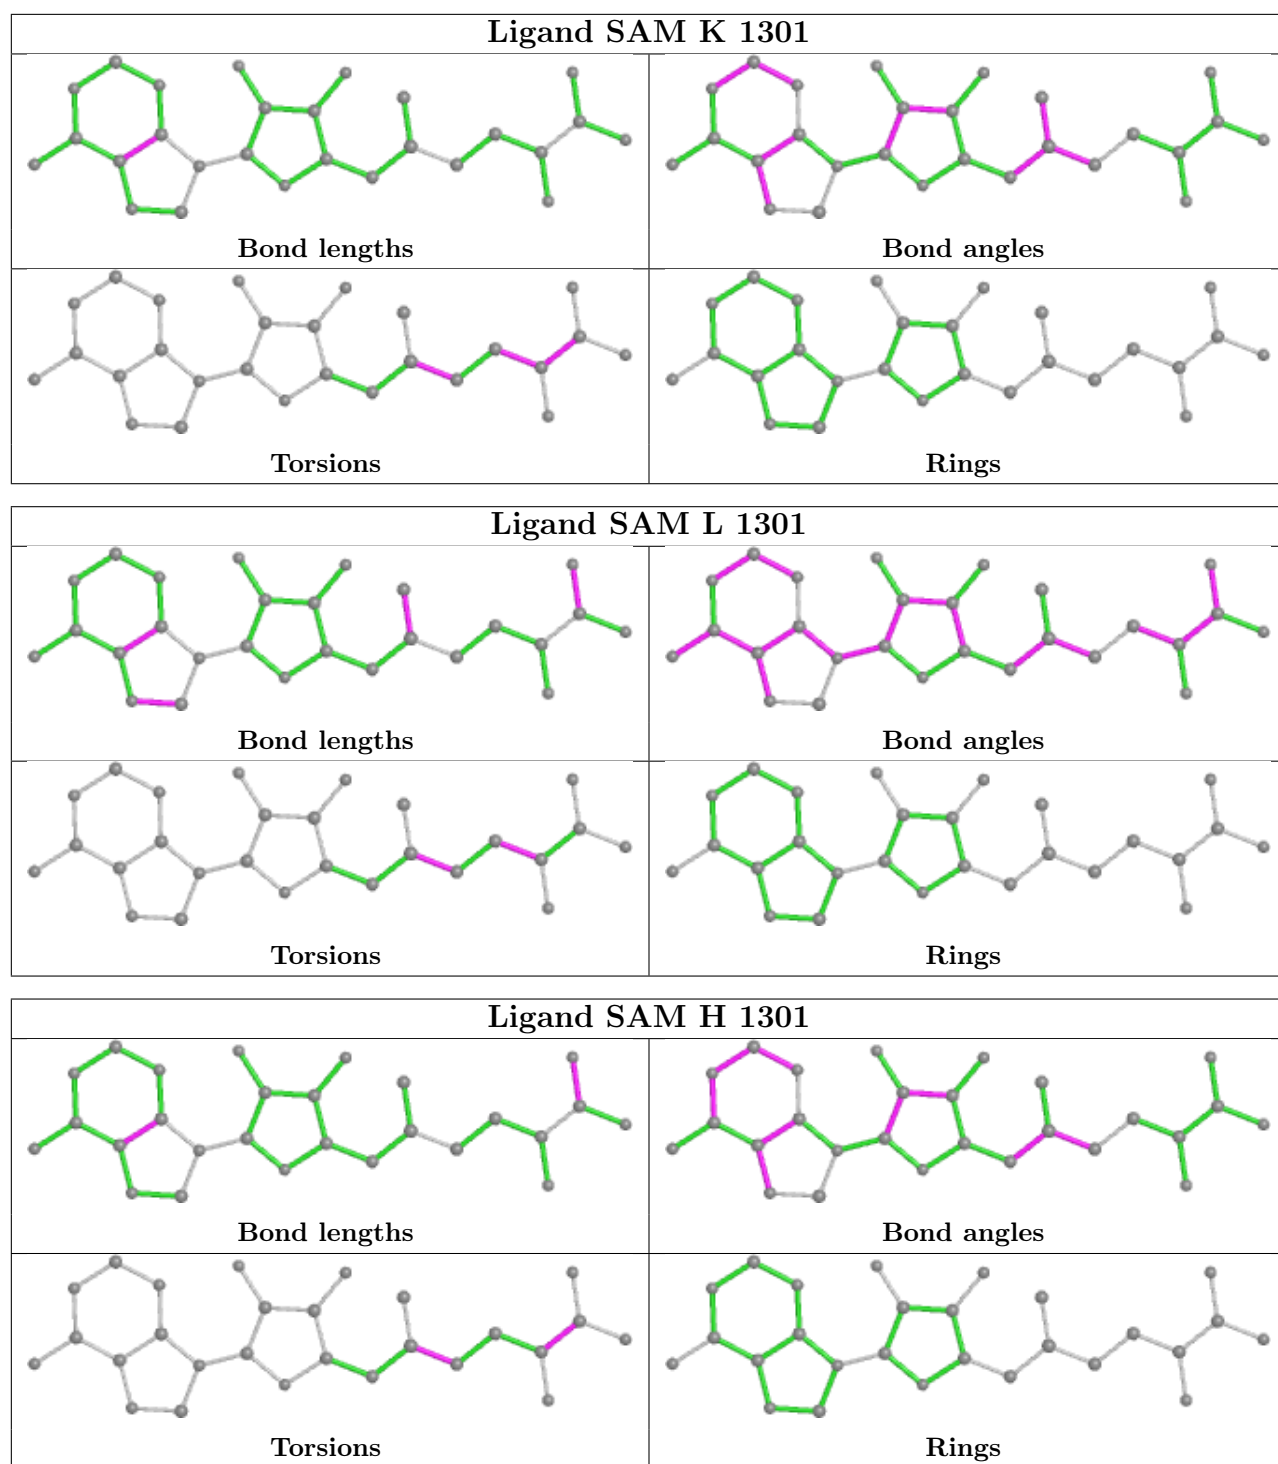 Ligand SAM K 1301
Bond lengths
Bond angles
Torsions
Rings
Ligand SAM L 1301
Bond lengths
Bond angles
Torsions
Rings
Ligand SAM H 1301
Bond lengths
Bond angles
Torsions
Rings